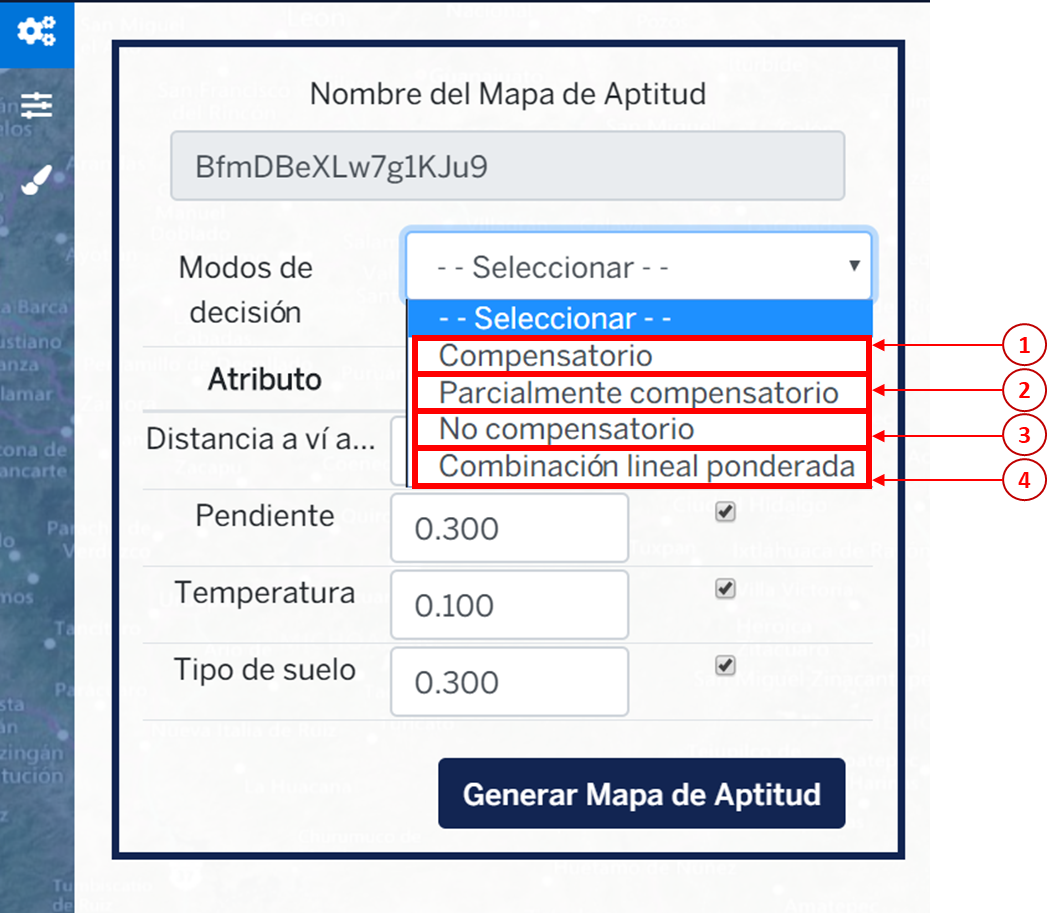 Nombre del Mapa de Aptitud
BfmDBeXLw7g1KJu9
Modos de
decisión
- - Seleccionar - -
- - Seleccionar - -
Compensatorio
1
Parcialmente compensatorio
2
No compensatorio
3
Combinación lineal ponderada
4
Atributo
Distancia a ví a...
Pendiente
0.300
Temperatura
0.100
Tipo de suelo
0.300
Generar Mapa de Aptitud